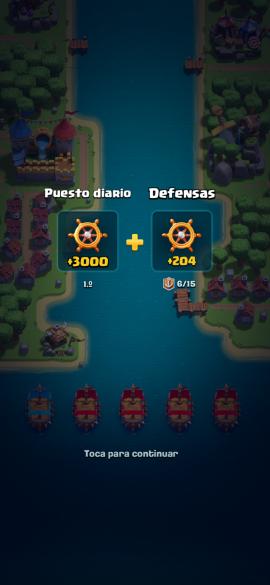 Puesto diario
Defensas
+3000
+204
1.º
6/15
Toca para continuar